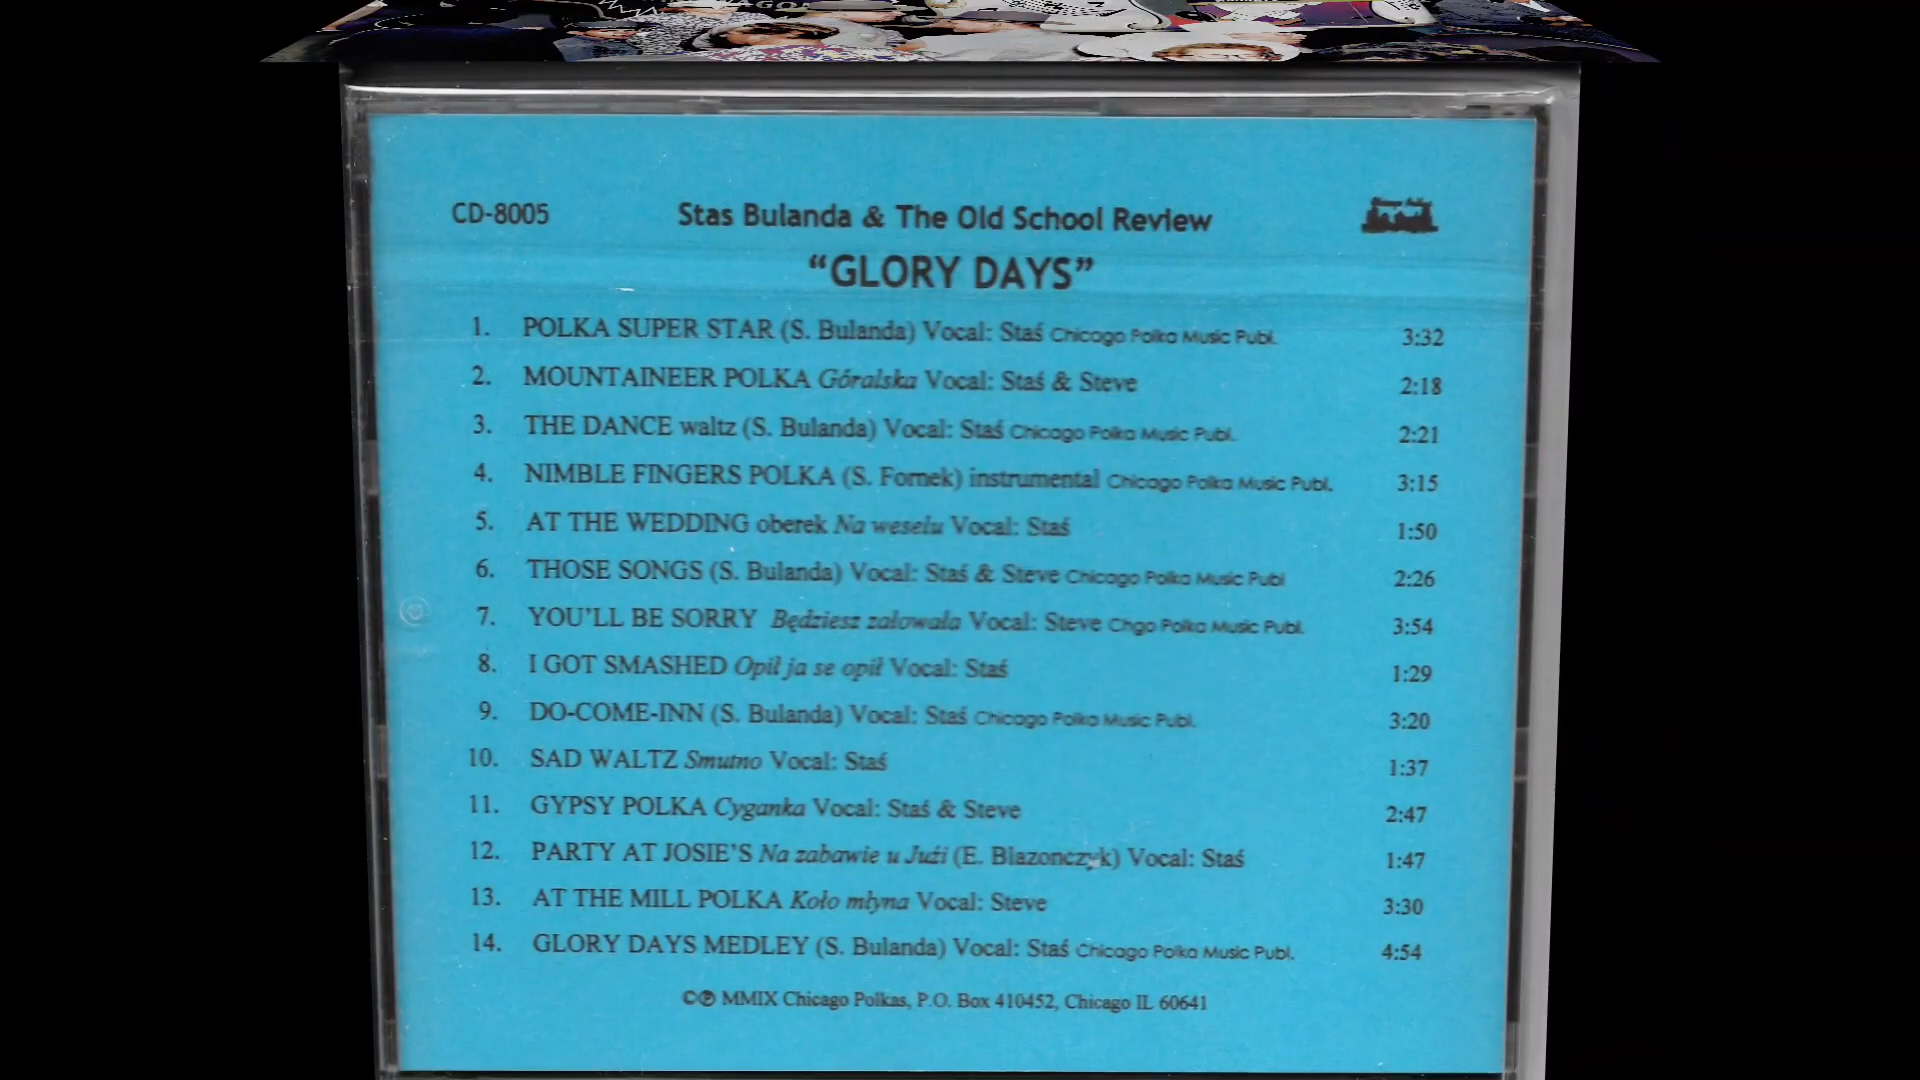 CD-8005 Stas Bulanda & The Old School Review
“GLORY DAYS”
1. POLKA SUPER STAR (S. Bulanda) Vocal: Staś Chicago Polka Music Publ. 3:32
2. MOUNTAINEER POLKA Góralska Vocal: Staś & Steve 2:18
3. THE DANCE waltz (S. Bulanda) Vocal: Staś Chicago Polka Music Publ. 2:21
4. NIMBLE FINGERS POLKA (S. Fornek) instrumental Chicago Polka Music Publ. 3:15
5. AT THE WEDDING oberek Na weselu Vocal: Staś 1:50
6. THOSE SONGS (S. Bulanda) Vocal: Staś & Steve Chicago Polka Music Publ 2:26
7. YOU’LL BE SORRY Będziesz załowała Vocal: Steve Chgo Polka Music Publ. 3:54
8. I GOT SMASHED Opił ja se opił Vocal: Staś 1:29
9. DO-COME-INN (S. Bulanda) Vocal: Staś Chicago Polka Music Publ. 3:20
10. SAD WALTZ Smutno Vocal: Staś 1:37
11. GYPSY POLKA Cyganka Vocal: Staś & Steve 2:47
12. PARTY AT JOSIE’S Na zabawie u Juźi (E. Blazonczyk) Vocal: Staś 1:47
13. AT THE MILL POLKA Koło młyna Vocal: Steve 3:30
14. GLORY DAYS MEDLEY (S. Bulanda) Vocal: Staś Chicago Polka Music Publ. 4:54
©℗ MMIX Chicago Polkas, P.O. Box 410452, Chicago IL 60641